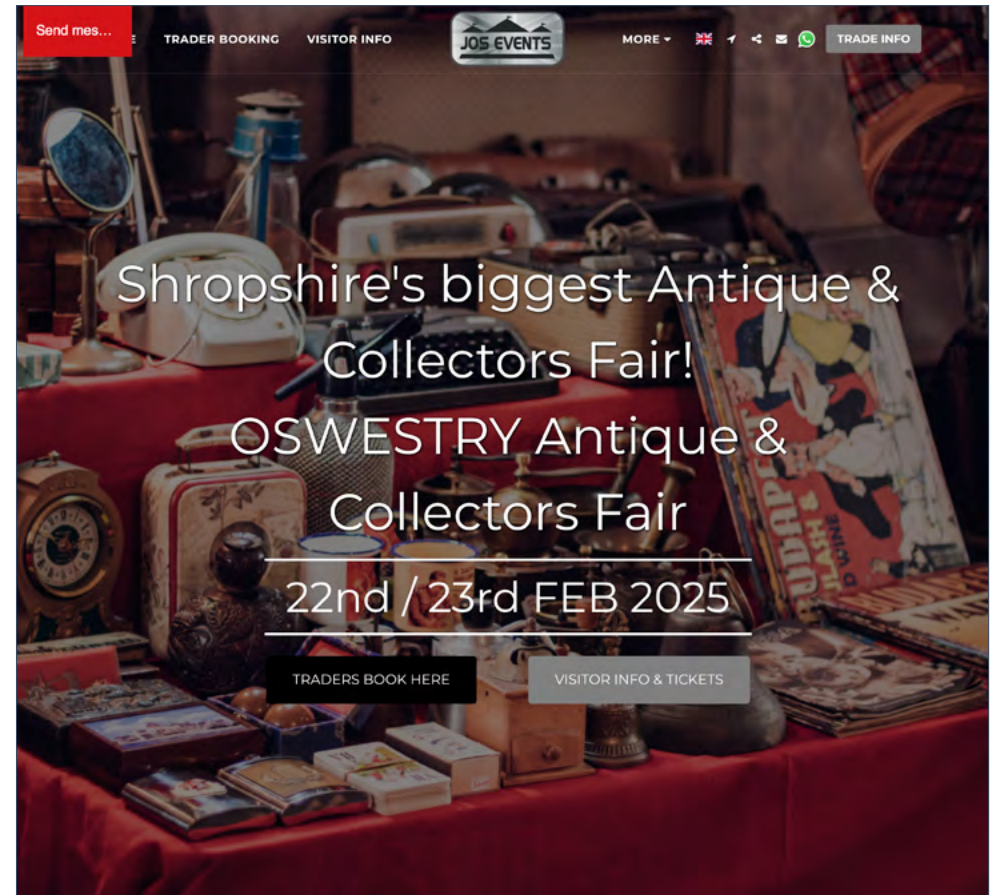 Send mes...
E
TRADER BOOKING
VISITOR INFO
JOS EVENTS
MORE
TRADE INFO
Shropshire's biggest Antique &
Collectors Fair!
OSWESTRY Antique &
Collectors Fair
22nd / 23rd FEB 2025
TRADERS BOOK HERE
VISITOR INFO & TICKETS